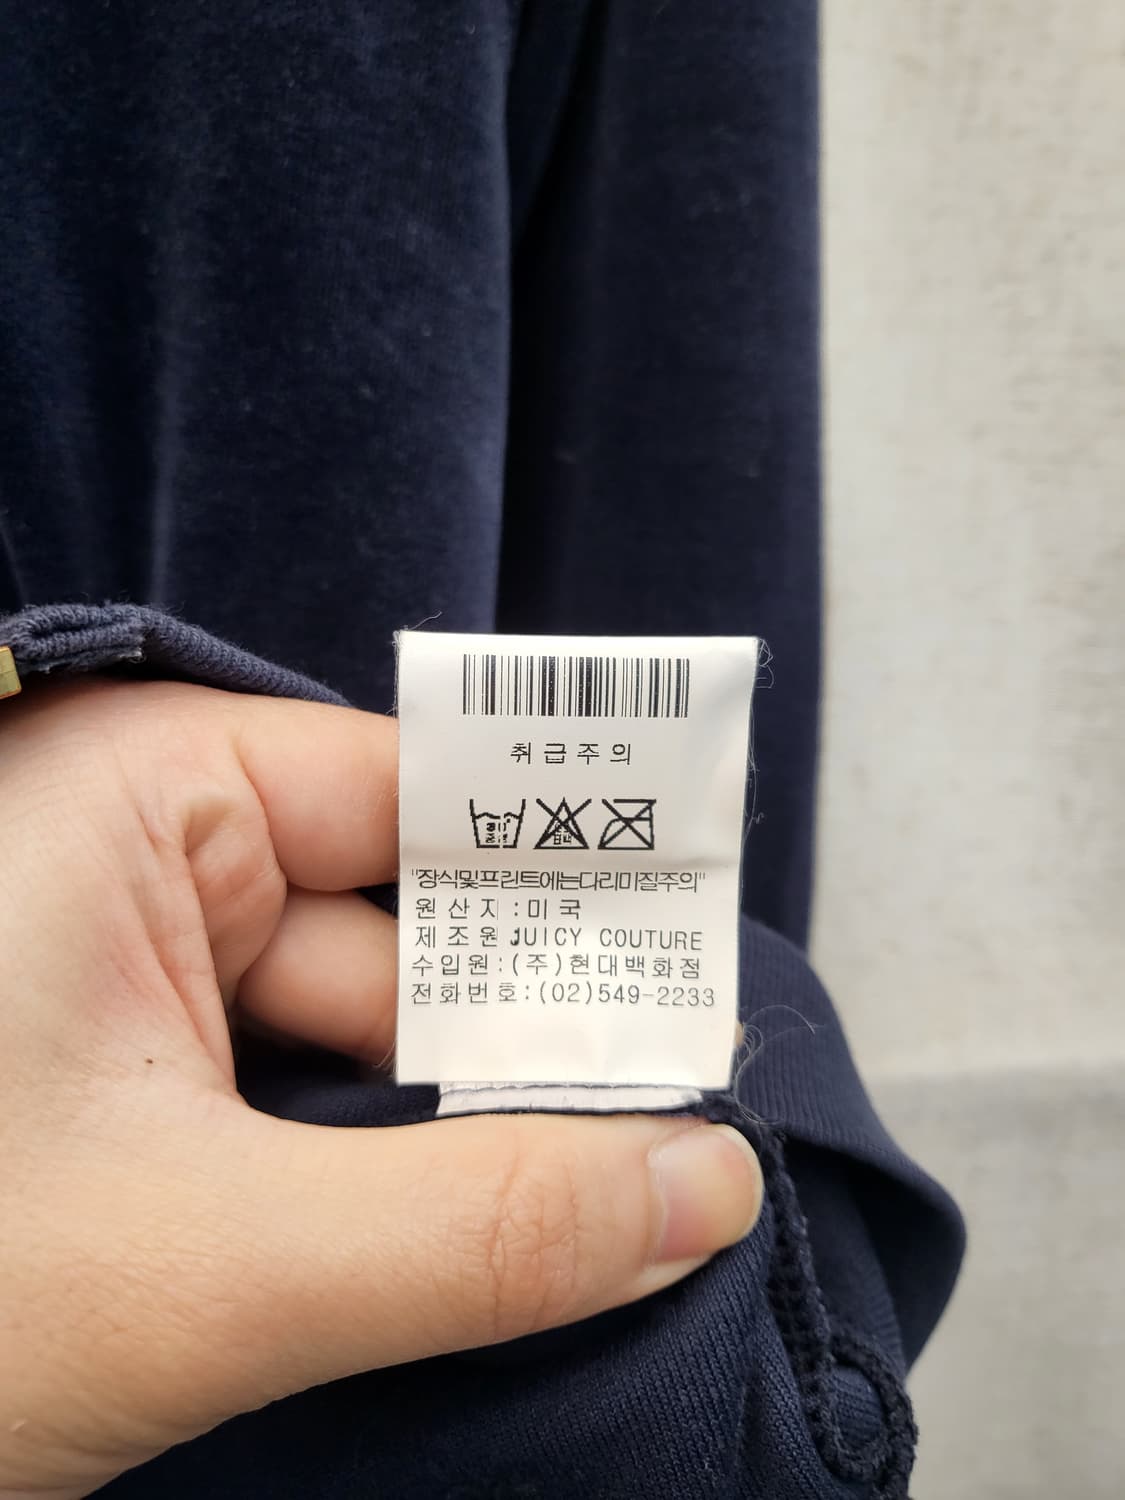 취급주의
"장식및프린트에는다리미질주의"
원산지:미국
제조원 JUICY COUTURE
수입원:(주)현대백화점
전화번호:(02)549-2233